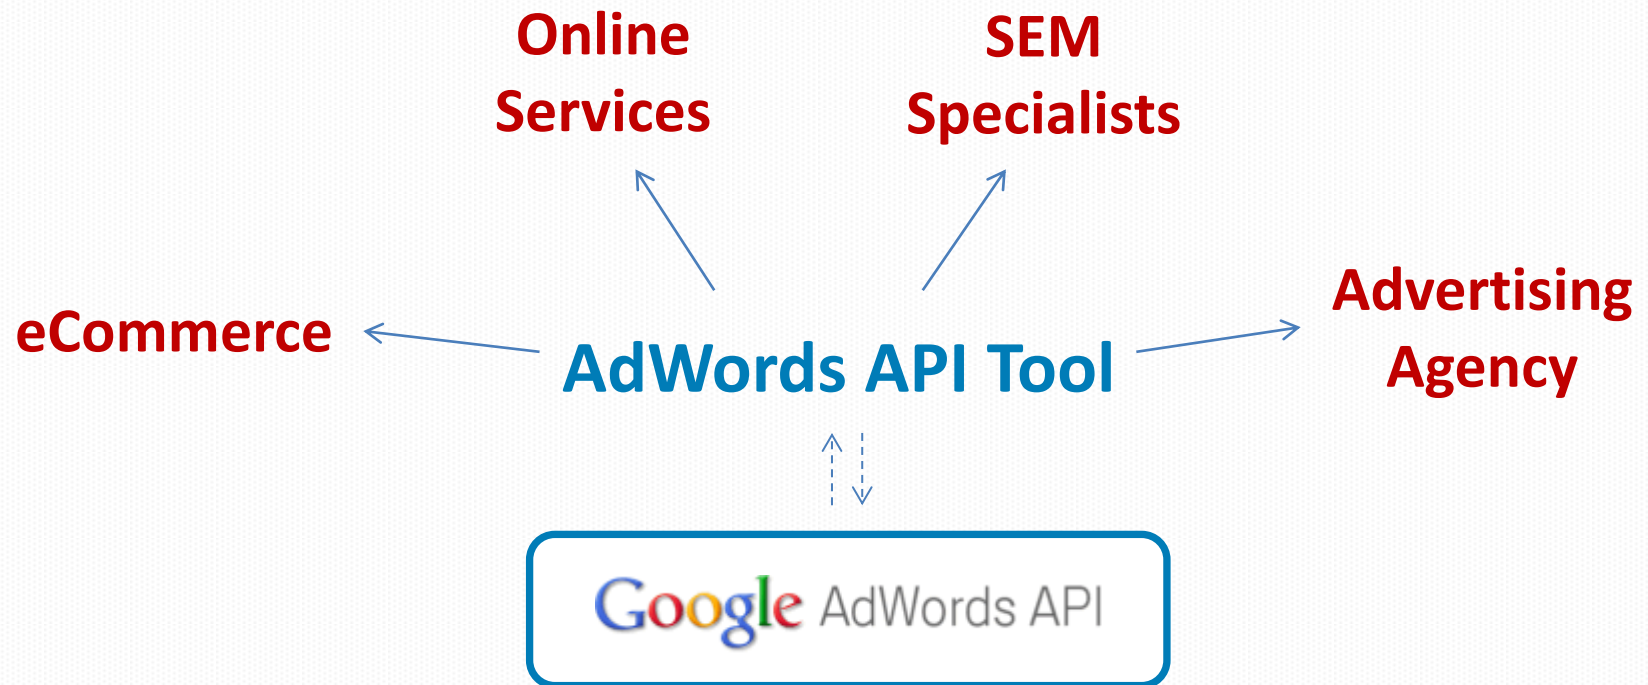 Online
Services
SEM
Specialists
eCommerce
AdWords API Tool
Advertising
Agency
Google AdWords API